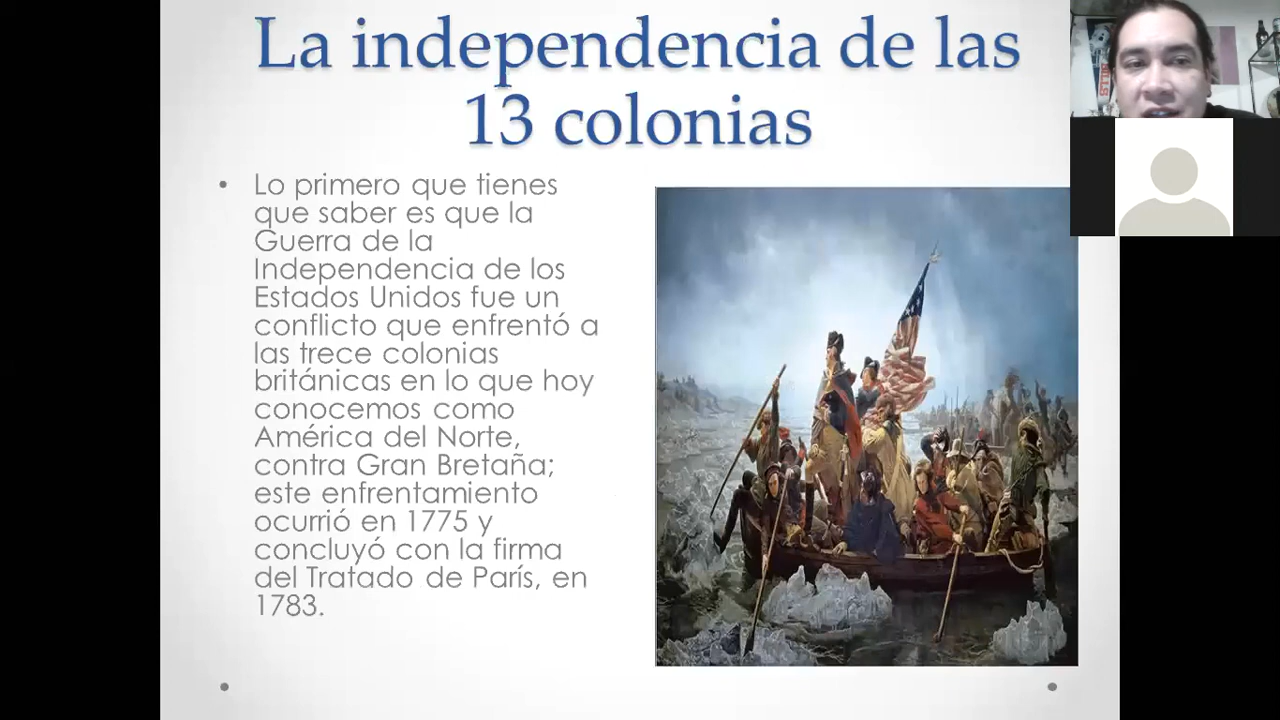 La independencia de las
13 colonias
• Lo primero que tienes
que saber es que la
Guerra de la
Independencia de los
Estados Unidos fue un
conflicto que enfrentó a
las trece colonias
británicas en lo que hoy
conocemos como
América del Norte,
contra Gran Bretaña;
este enfrentamiento
ocurrió en 1775 y
concluyó con la firma
del Tratado de París, en
1783.